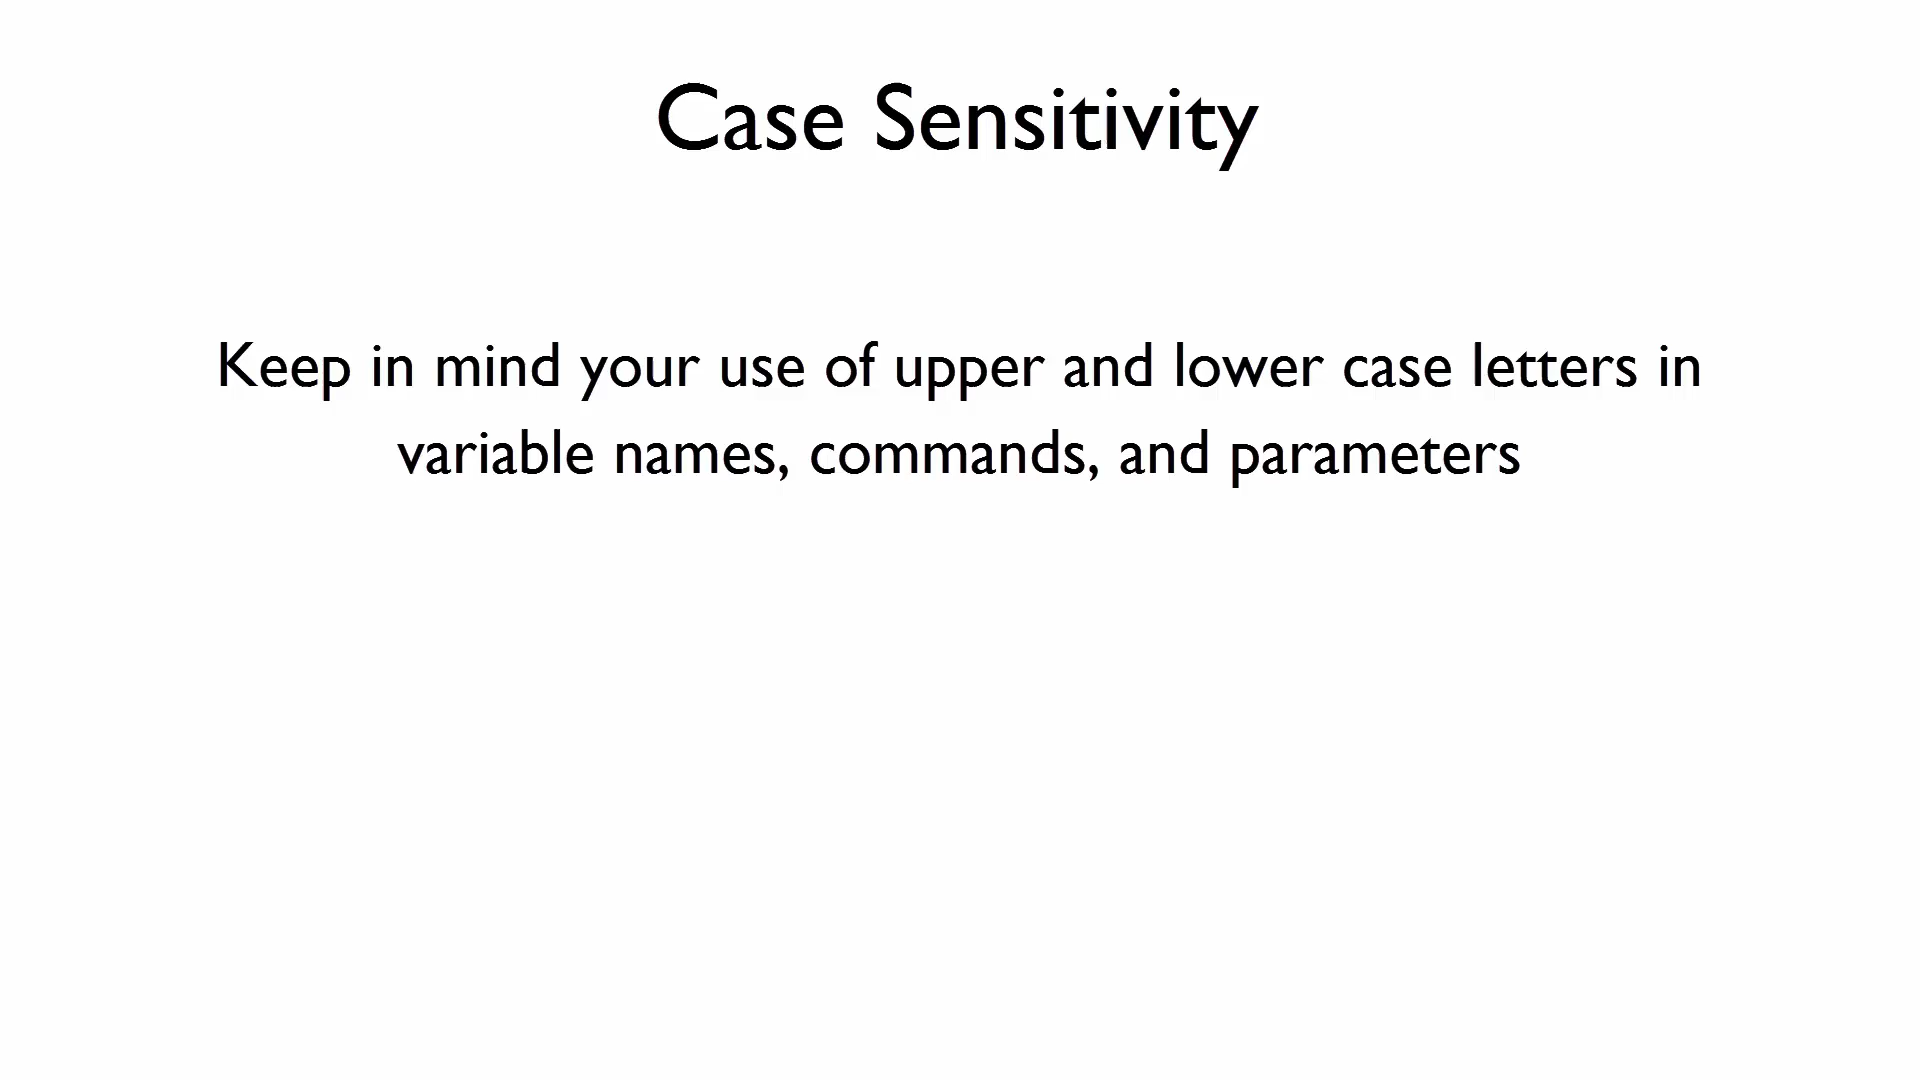 Case Sensitivity
Keep in mind your use of upper and lower case letters in
variable names, commands, and parameters